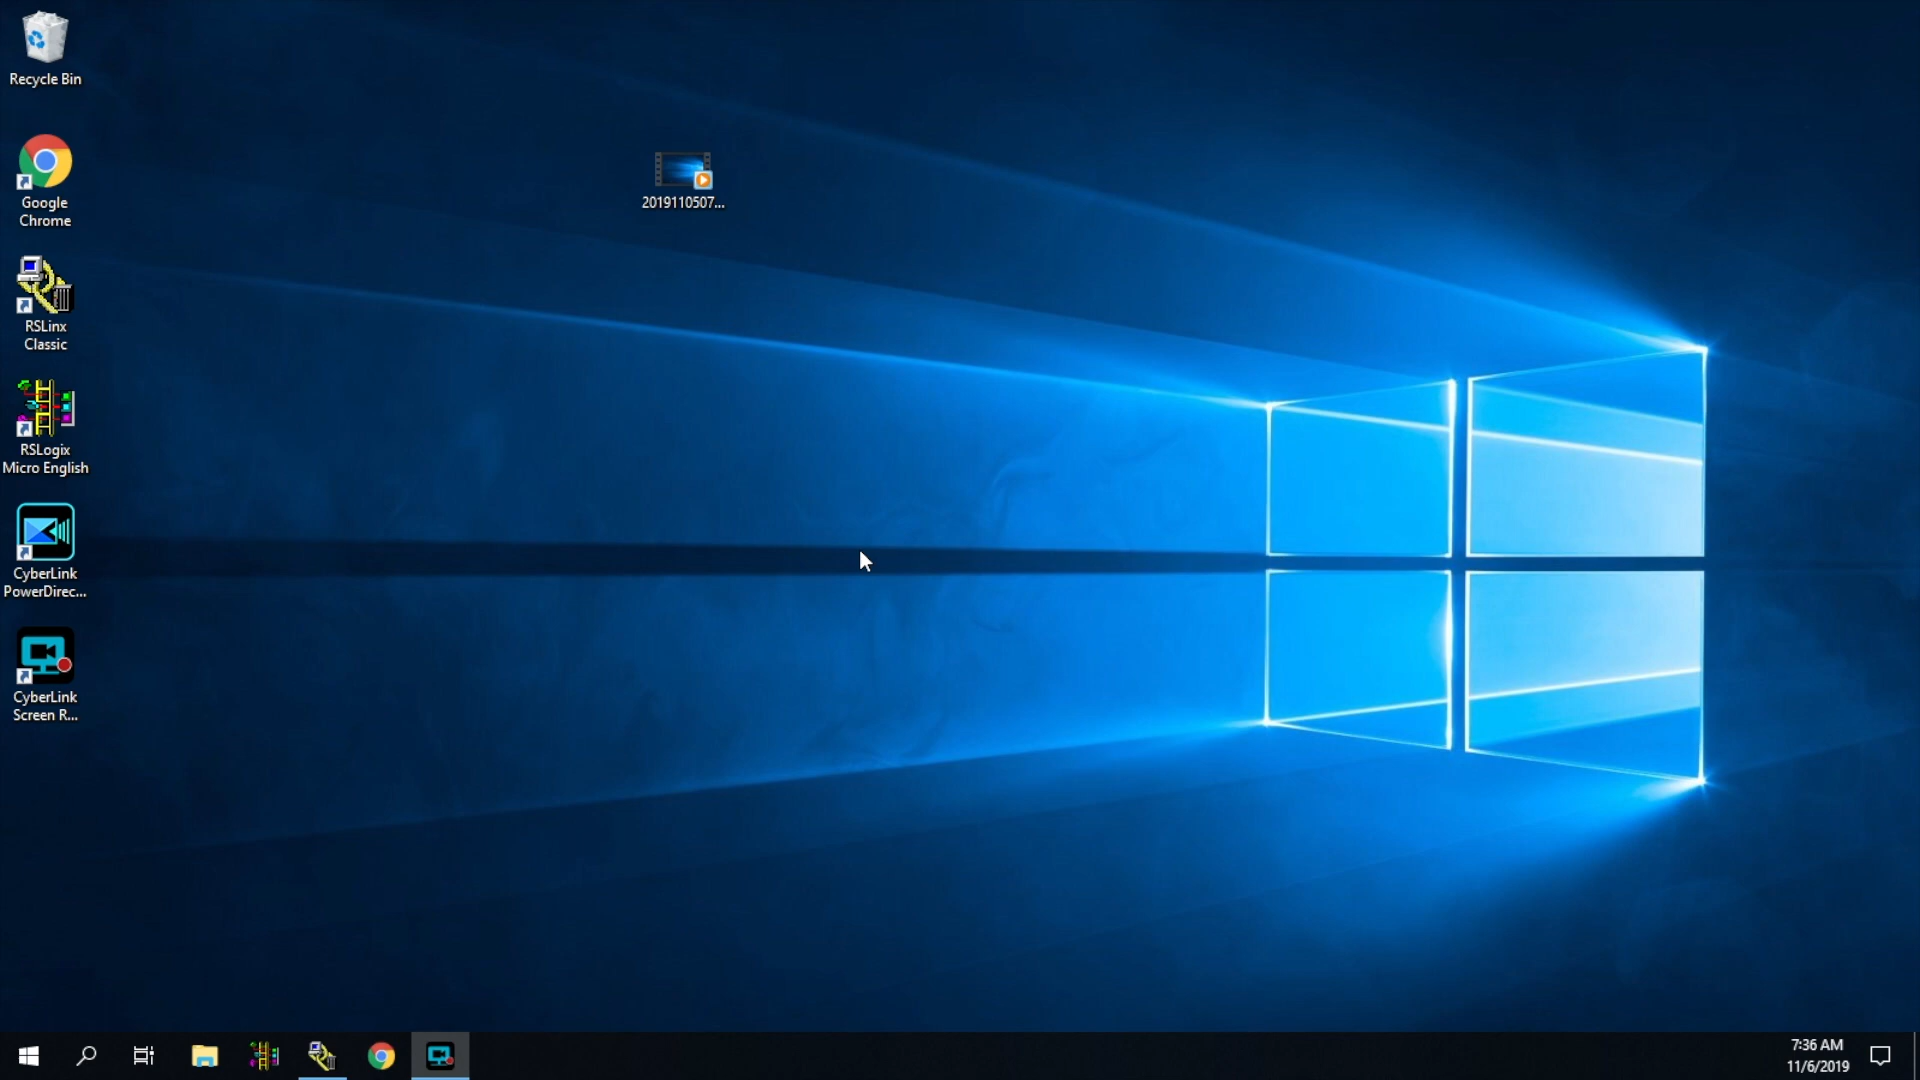 Recycle Bin
2019110507...
Google
Chrome
RSLinx
Classic
RSLogix
Micro English
CyberLink
PowerDirec...
CyberLink
Screen R...
7:36 AM
11/6/2019